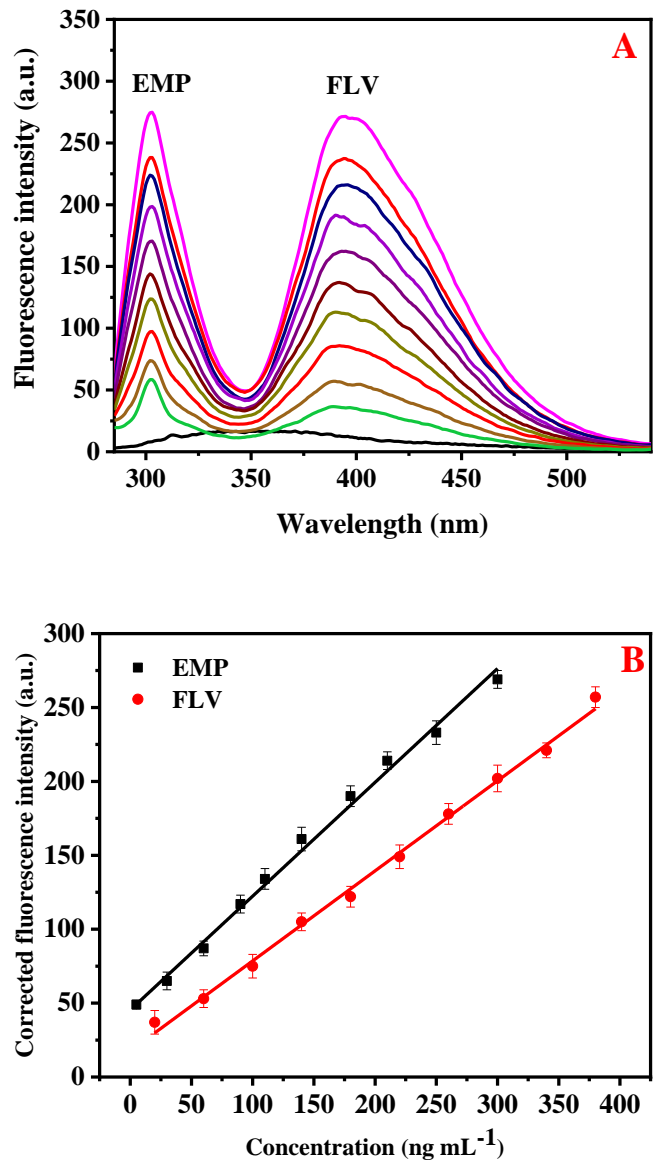 A
EMP FLV
350
300
250
200
150
100
50
0
Fluorescence intensity (a.u.)
300 350 400 450 500
Wavelength (nm)
B
EMP
FLV
300
250
200
150
100
50
0
Corrected fluorescence intensity (a.u.)
0 50 100 150 200 250 300 350 400
Concentration (ng mL-1)